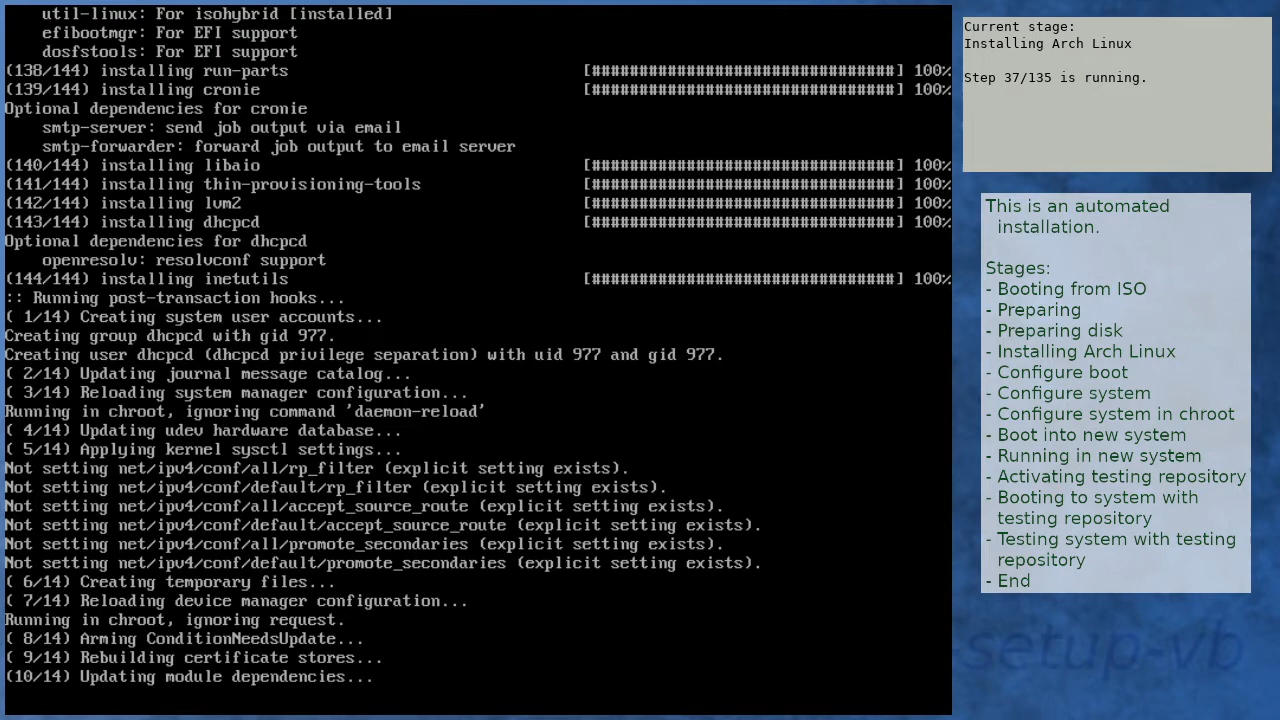 util-linux: For isohybrid [installed]
efibootmgr: For EFI support
dosfstools: For EFI support
(138/144) installing run-parts [################################] 100%
(139/144) installing cronie [################################] 100%
Optional dependencies for cronie
smtp-server: send job output via email
smtp-forwarder: forward job output to email server
(140/144) installing libaio [################################] 100%
(141/144) installing thin-provisioning-tools [################################] 100%
(142/144) installing lvm2 [################################] 100%
(143/144) installing dhcpcd [################################] 100%
Optional dependencies for dhcpcd
openresolv: resolvconf support
(144/144) installing inetutils [################################] 100%
:: Running post-transaction hooks...
( 1/14) Creating system user accounts...
Creating group dhcpcd with gid 977.
Creating user dhcpcd (dhcpcd privilege separation) with uid 977 and gid 977.
( 2/14) Updating journal message catalog...
( 3/14) Reloading system manager configuration...
Running in chroot, ignoring command 'daemon-reload'
( 4/14) Updating udev hardware database...
( 5/14) Applying kernel sysctl settings...
Not setting net/ipv4/conf/all/rp_filter (explicit setting exists).
Not setting net/ipv4/conf/default/rp_filter (explicit setting exists).
Not setting net/ipv4/conf/all/accept_source_route (explicit setting exists).
Not setting net/ipv4/conf/default/accept_source_route (explicit setting exists).
Not setting net/ipv4/conf/all/promote_secondaries (explicit setting exists).
Not setting net/ipv4/conf/default/promote_secondaries (explicit setting exists).
( 6/14) Creating temporary files...
( 7/14) Reloading device manager configuration...
Running in chroot, ignoring request.
( 8/14) Arming ConditionNeedsUpdate...
( 9/14) Rebuilding certificate stores...
(10/14) Updating module dependencies...
Current stage:
Installing Arch Linux
Step 37/135 is running.
This is an automated
installation.
Stages:
- Booting from ISO
- Preparing
- Preparing disk
- Installing Arch Linux
- Configure boot
- Configure system
- Configure system in chroot
- Boot into new system
- Running in new system
- Activating testing repository
- Booting to system with
testing repository
- Testing system with testing
repository
- End
-setup-vb